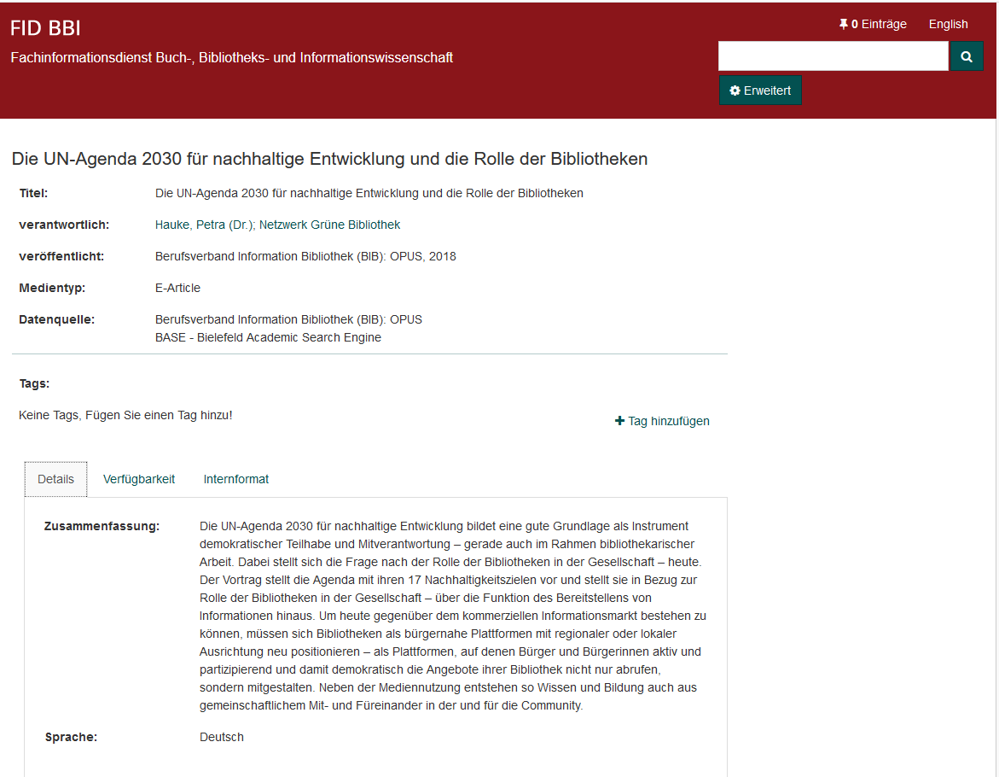 FID BBI
Fachinformationsdienst Buch-, Bibliotheks- und Informationswissenschaft
0 Einträge English
Erweitert
Die UN-Agenda 2030 für nachhaltige Entwicklung und die Rolle der Bibliotheken
Titel: Die UN-Agenda 2030 für nachhaltige Entwicklung und die Rolle der Bibliotheken
verantwortlich: Hauke, Petra (Dr.); Netzwerk Grüne Bibliothek
veröffentlicht: Berufsverband Information Bibliothek (BIB): OPUS, 2018
Medientyp: E-Article
Datenquelle: Berufsverband Information Bibliothek (BIB): OPUS
BASE - Bielefeld Academic Search Engine
Tags:
Keine Tags, Fügen Sie einen Tag hinzu!
Tag hinzufügen
Details Verfügbarkeit Internformat
Zusammenfassung: Die UN-Agenda 2030 für nachhaltige Entwicklung bildet eine gute Grundlage als Instrument
demokratischer Teilhabe und Mitverantwortung – gerade auch im Rahmen bibliothekarischer
Arbeit. Dabei stellt sich die Frage nach der Rolle der Bibliotheken in der Gesellschaft – heute.
Der Vortrag stellt die Agenda mit ihren 17 Nachhaltigkeitszielen vor und stellt sie in Bezug zur
Rolle der Bibliotheken in der Gesellschaft – über die Funktion des Bereitstellens von
Informationen hinaus. Um heute gegenüber dem kommerziellen Informationsmarkt bestehen zu
können, müssen sich Bibliotheken als bürgernahe Plattformen mit regionaler oder lokaler
Ausrichtung neu positionieren – als Plattformen, auf denen Bürger und Bürgerinnen aktiv und
partizipierend und damit demokratisch die Angebote ihrer Bibliothek nicht nur abrufen,
sondern mitgestalten. Neben der Mediennutzung entstehen so Wissen und Bildung auch aus
gemeinschaftlichem Mit- und Füreinander in der und für die Community.
Sprache: Deutsch